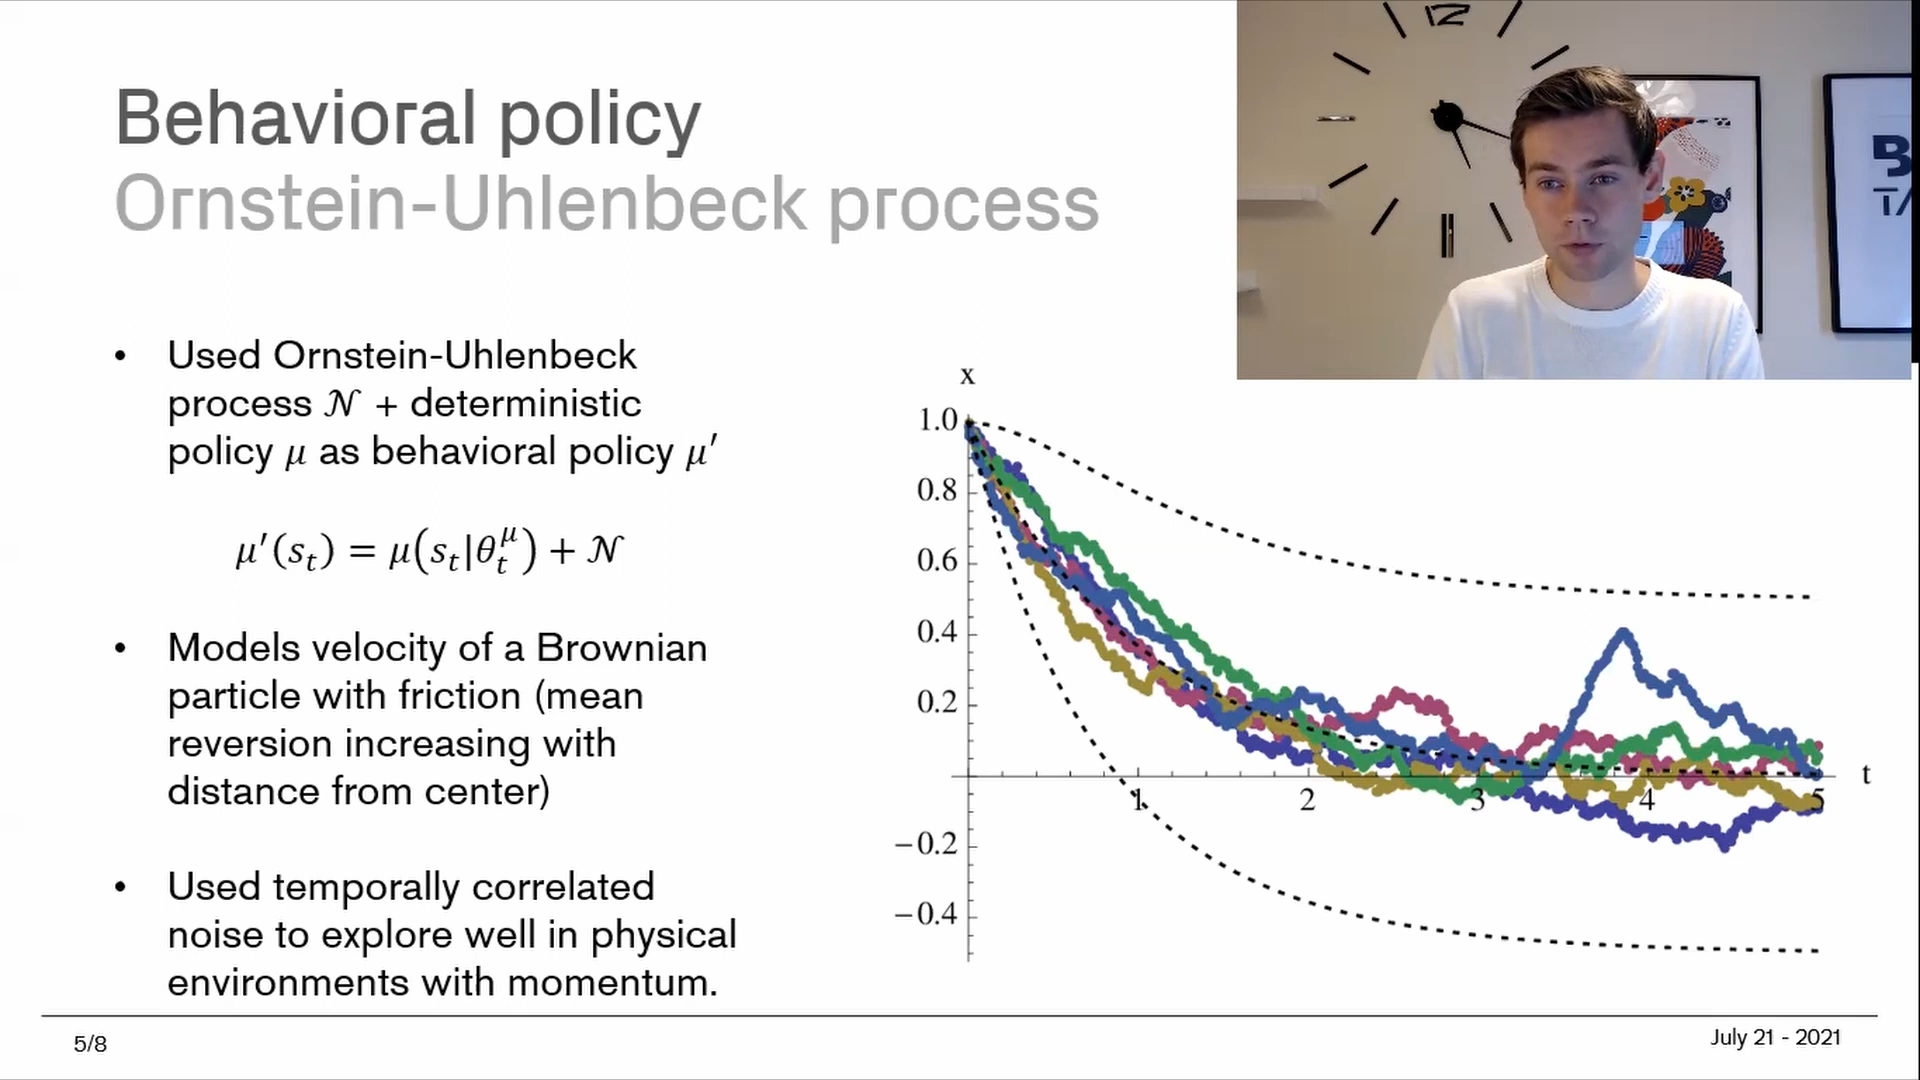 Behavioral policy
Ornstein-Uhlenbeck process
• Used Ornstein-Uhlenbeck
process 𝒩 + deterministic
policy μ as behavioral policy μ′
μ′(sₜ) = μ(sₜ|θₜ^μ) + 𝒩
• Models velocity of a Brownian
particle with friction (mean
reversion increasing with
distance from center)
• Used temporally correlated
noise to explore well in physical
environments with momentum.
x
1.0
0.8
0.6
0.4
0.2
−0.2
−0.4
1 2 3 4 5
t
12
B
5/8
July 21 - 2021